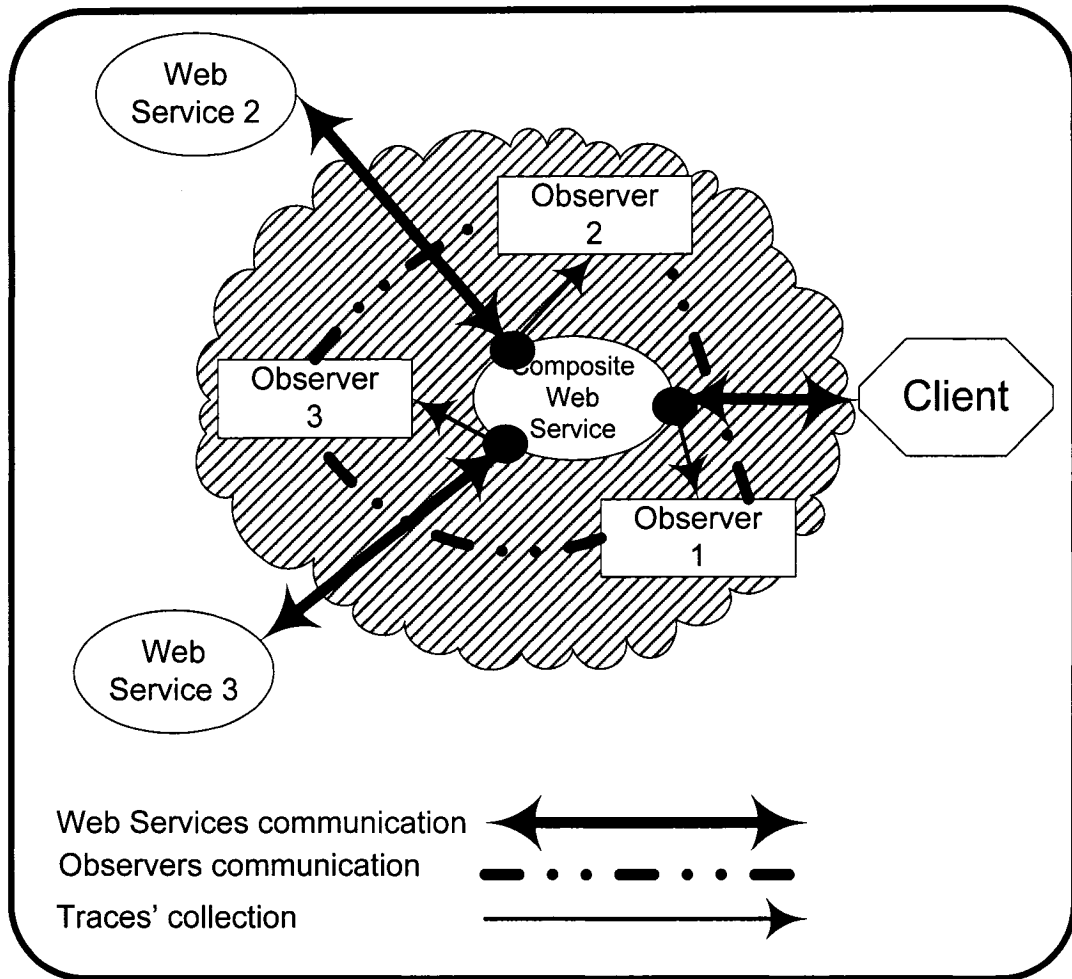 Web
Service 2
Observer
2
Observer
3
Composite
Web
Service
Client
Observer
1
Web
Service 3
Web Services communication
Observers communication
Traces' collection